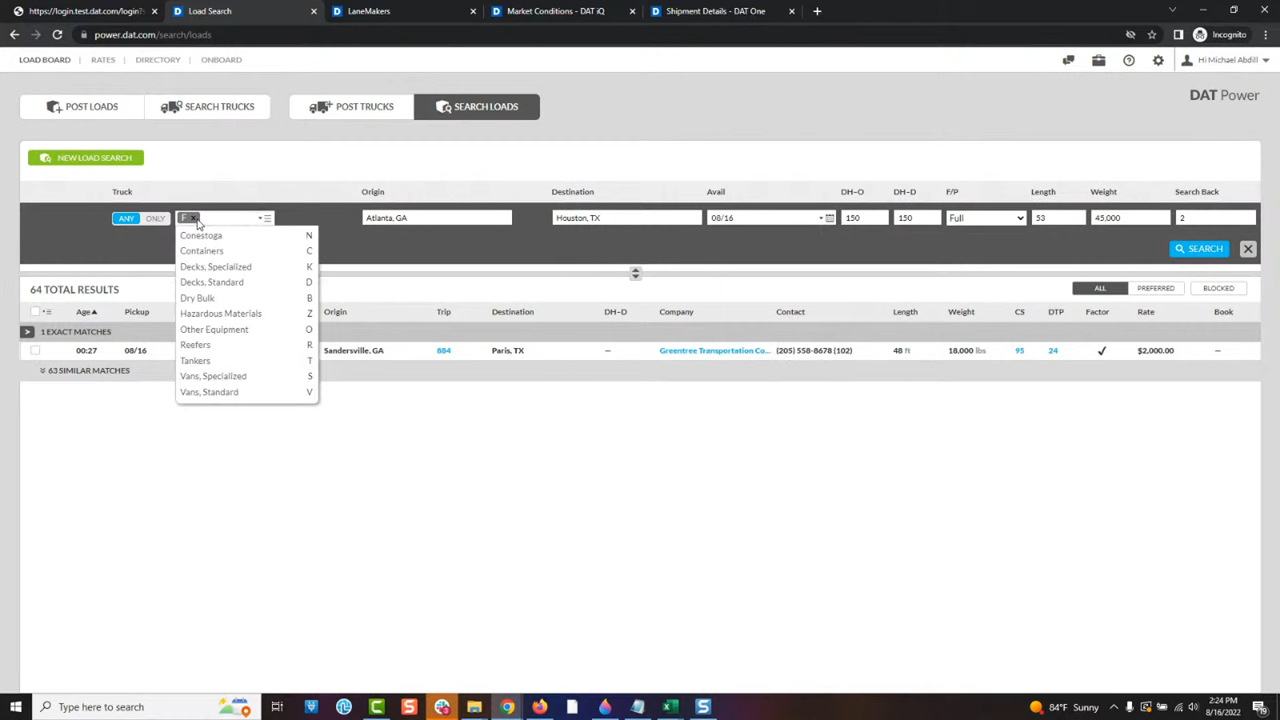 https://login.test.dat.com/login?s
Load Search
LaneMakers
Market Conditions - DAT iQ
Shipment Details - DAT One
power.dat.com/search/loads
Incognito
LOAD BOARD
RATES
DIRECTORY
ONBOARD
Hi Michael Abdill
POST LOADS
SEARCH TRUCKS
POST TRUCKS
SEARCH LOADS
DAT Power
NEW LOAD SEARCH
Truck Origin Destination Avail DH-O DH-D F/P Length Weight Search Back
ANY ONLY F Atlanta, GA Houston, TX 08/16 150 150 Full 53 45,000 2
SEARCH
Conestoga N
Containers C
Decks, Specialized K
Decks, Standard D
Dry Bulk B
Hazardous Materials Z
Other Equipment O
Reefers R
Tankers T
Vans, Specialized S
Vans, Standard V
64 TOTAL RESULTS
ALL PREFERRED BLOCKED
Age Pickup Origin Trip Destination DH-D Company Contact Length Weight CS DTP Factor Rate Book
1 EXACT MATCHES
00:27 08/16 Sandersville, GA 884 Paris, TX — Greentree Transportation Co... (205) 558-8678 (102) 48 ft 18,000 lbs 95 24 ✓ $2,000.00 —
63 SIMILAR MATCHES
Type here to search
84°F Sunny
2:24 PM
8/16/2022